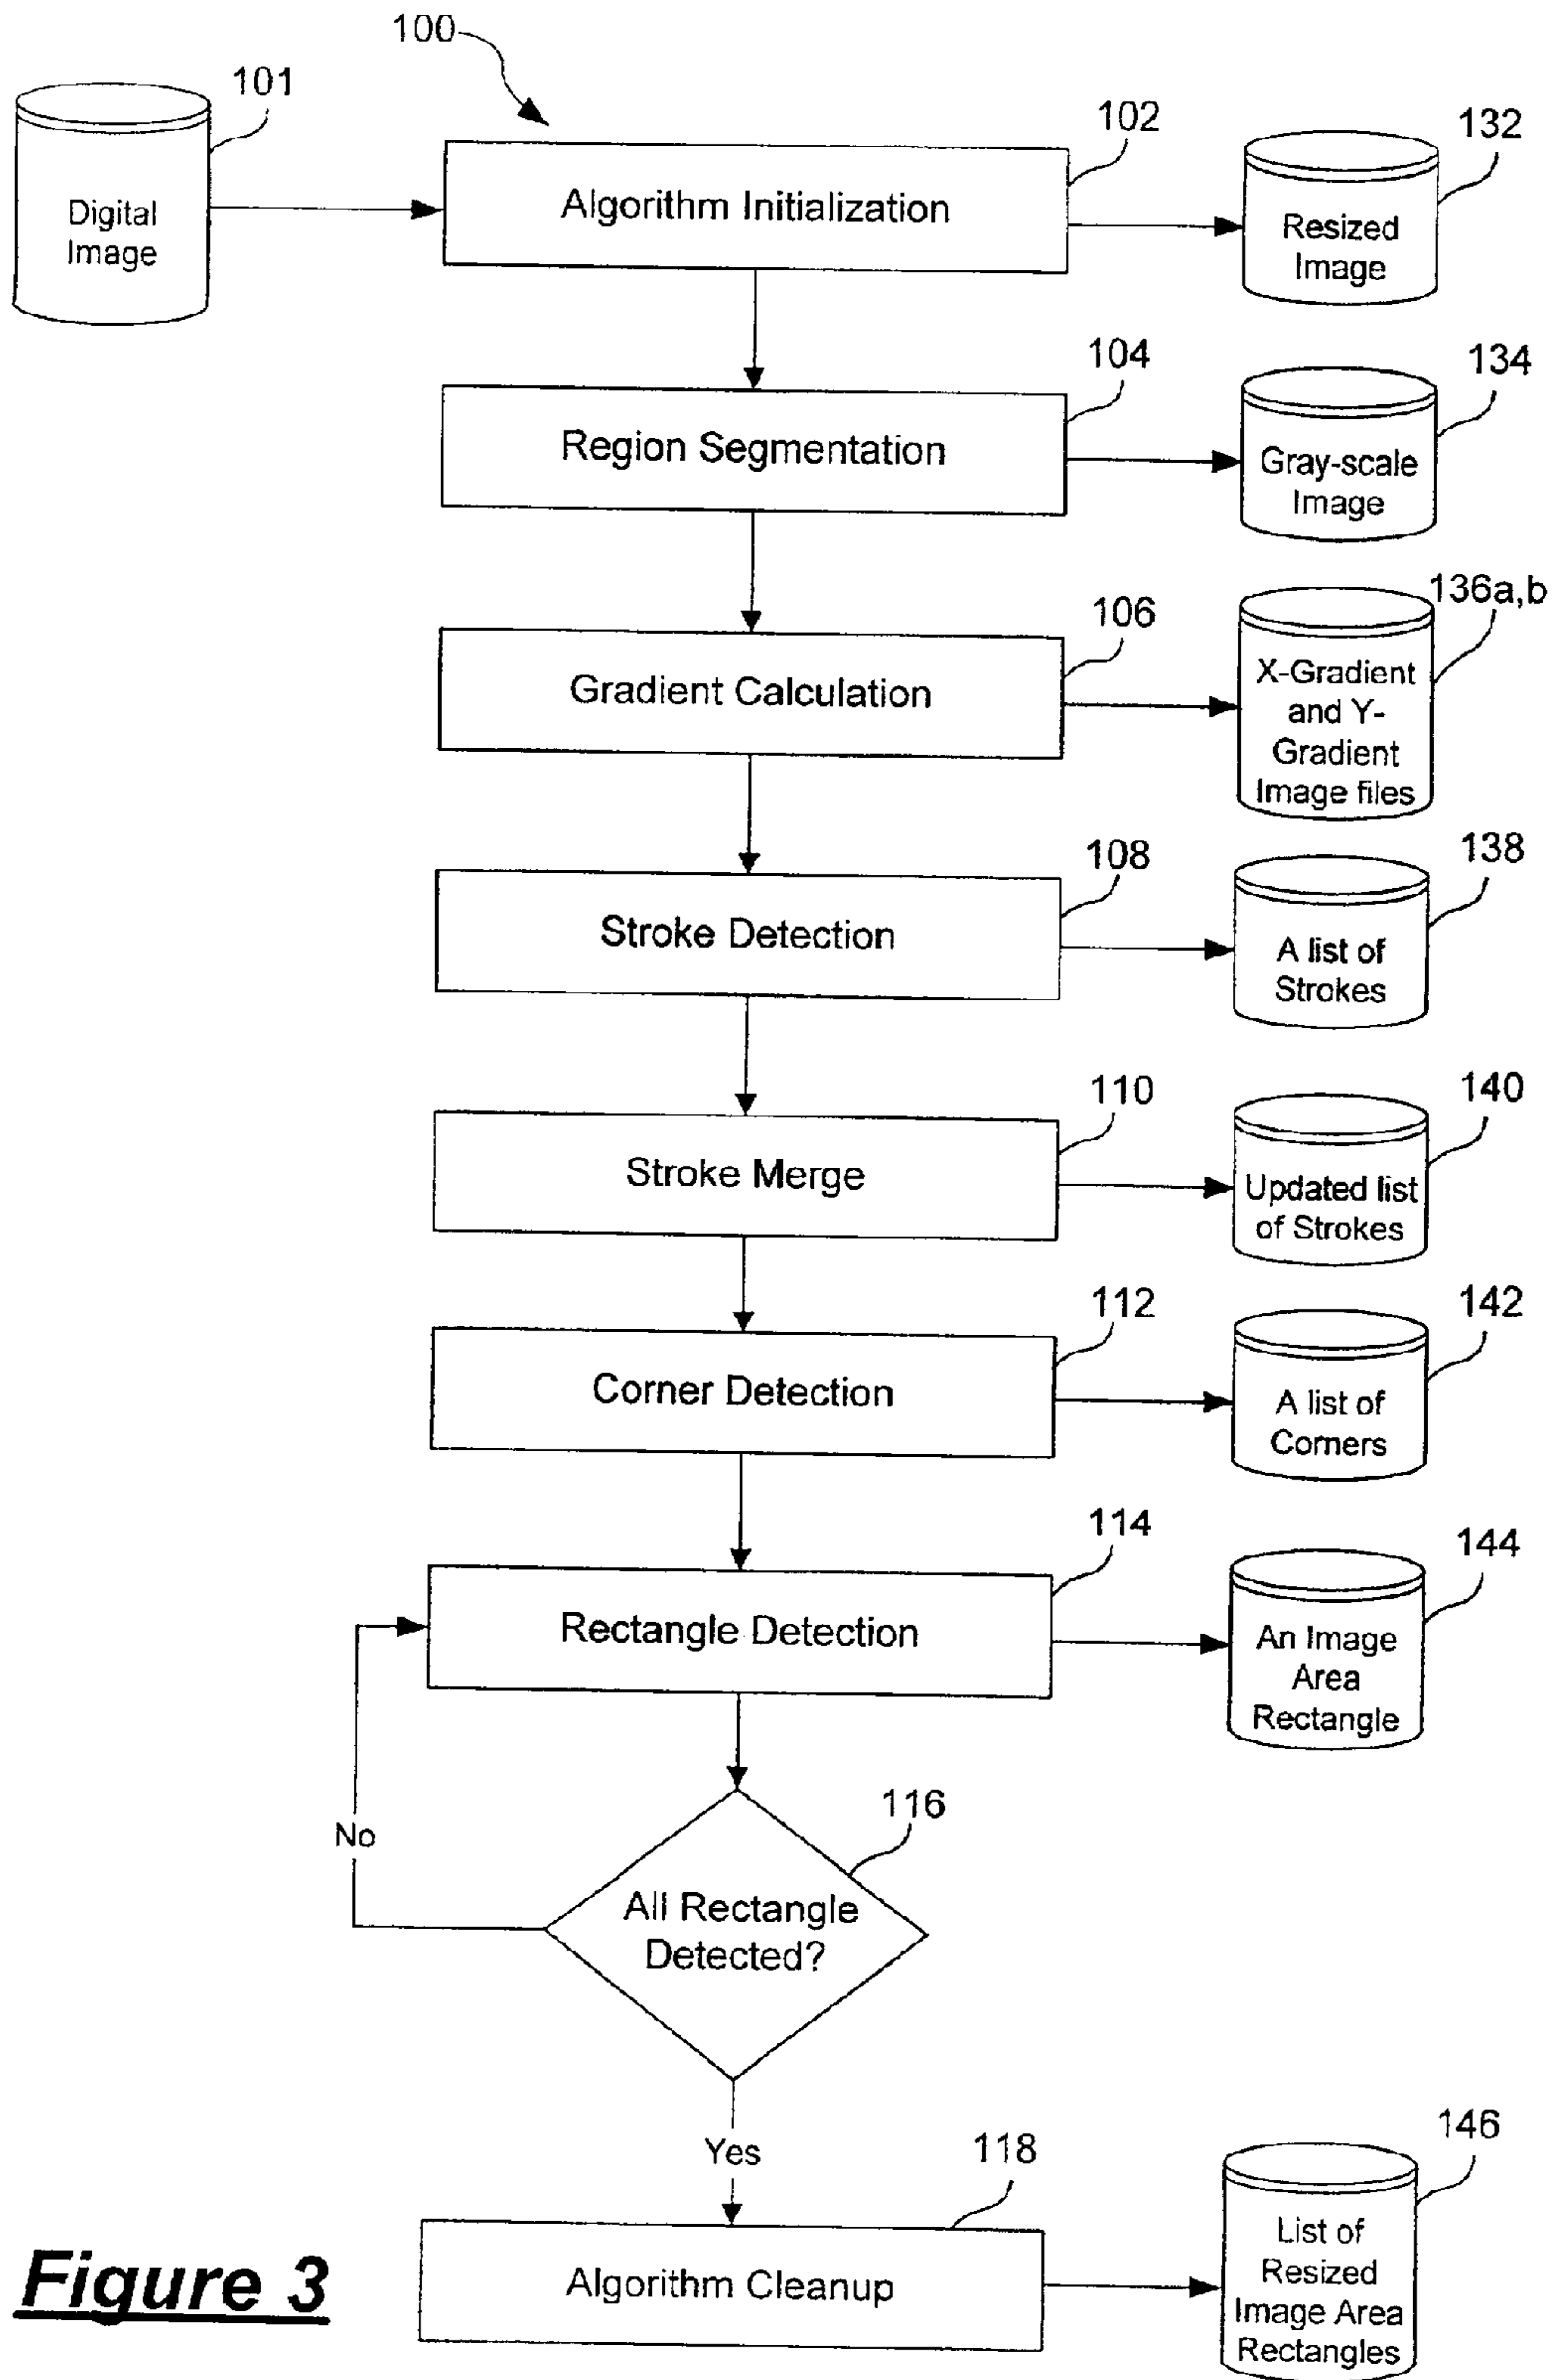 100
101
Digital
Image
102
Algorithm Initialization
132
Resized
Image
104
Region Segmentation
134
Gray-scale
Image
106
Gradient Calculation
136a,b
X-Gradient
and Y-
Gradient
Image files
108
Stroke Detection
138
A list of
Strokes
110
Stroke Merge
140
Updated list
of Strokes
112
Corner Detection
142
A list of
Corners
114
Rectangle Detection
144
An Image
Area
Rectangle
116
All Rectangle
Detected?
No
Yes
118
Algorithm Cleanup
146
List of
Resized
Image Area
Rectangles
Figure 3